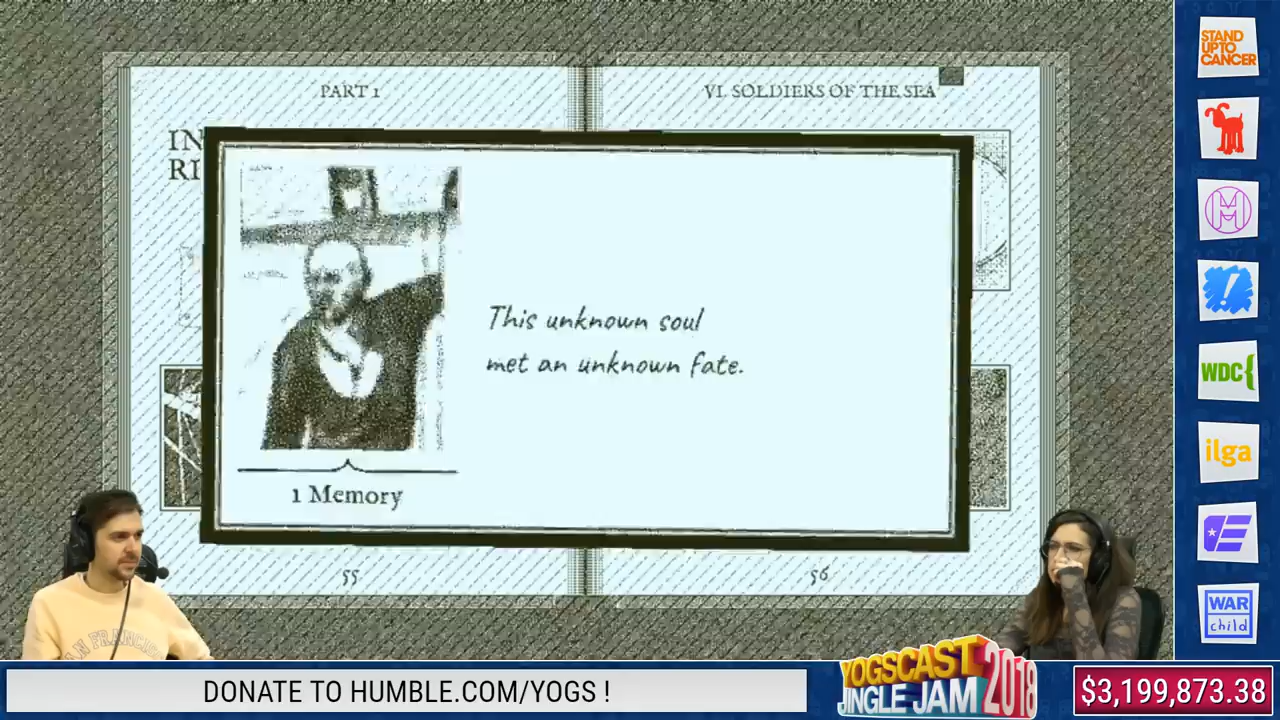 PART 1
VI. SOLDIERS OF THE SEA
IN
RI
This unknown soul
met an unknown fate.
1 Memory
55
56
STAND
UP TO
CANCER
WDC
ilga
WAR
child
SAN FRANCISC
YOGSCAST
JINGLE JAM
2018
DONATE TO HUMBLE.COM/YOGS !
$3,199,873.38